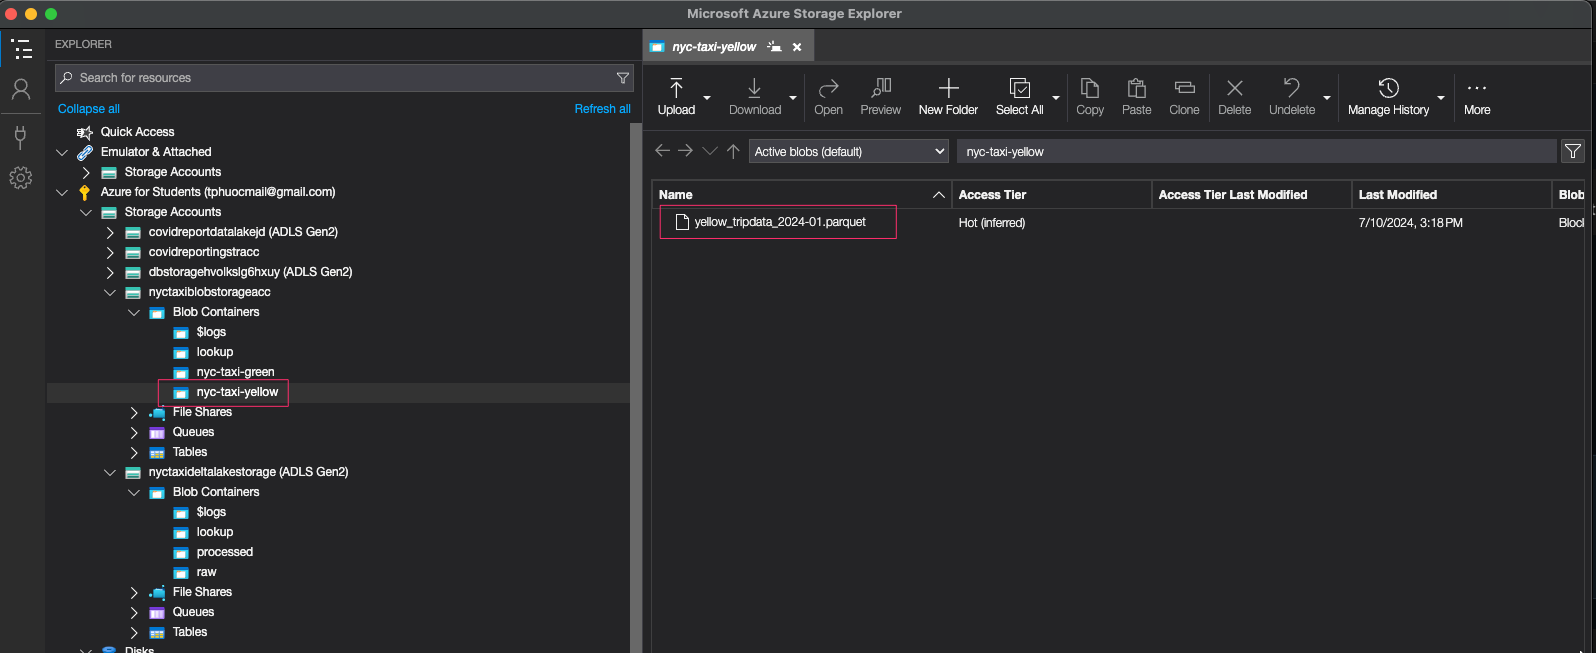 Microsoft Azure Storage Explorer
EXPLORER
Search for resources
Collapse all
Refresh all
Quick Access
Emulator & Attached
Storage Accounts
Azure for Students (tphuocmail@gmail.com)
Storage Accounts
covidreportdatalakejd (ADLS Gen2)
covidreportingstracc
dbstoragehvolkslg6hxuy (ADLS Gen2)
nyctaxiblobstorageacc
Blob Containers
$logs
lookup
nyc-taxi-green
nyc-taxi-yellow
File Shares
Queues
Tables
nyctaxideltalakestorage (ADLS Gen2)
Blob Containers
$logs
lookup
processed
raw
File Shares
Queues
Tables
Disks
nyc-taxi-yellow
Upload
Download
Open
Preview
New Folder
Select All
Copy
Paste
Clone
Delete
Undelete
Manage History
More
Active blobs (default)
nyc-taxi-yellow
Name
Access Tier
Access Tier Last Modified
Last Modified
Blob
yellow_tripdata_2024-01.parquet
Hot (inferred)
7/10/2024, 3:18 PM
Block